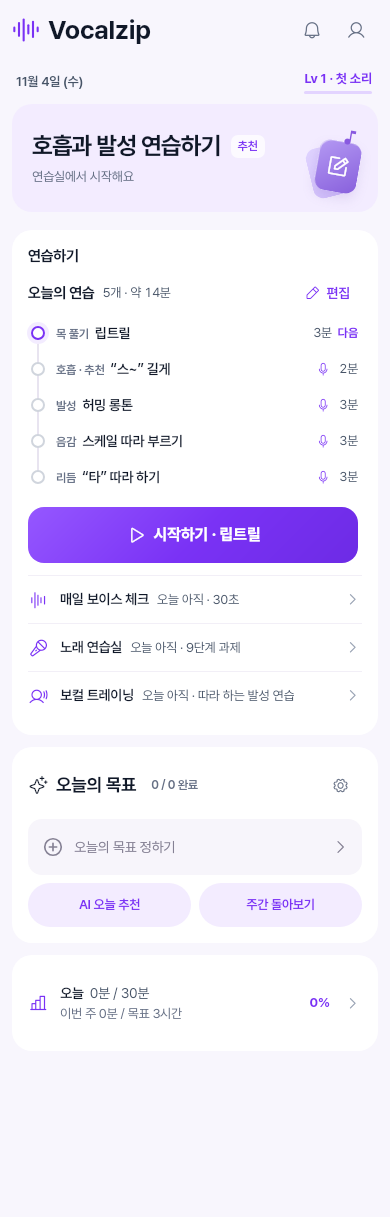 Vocalzip
11월 4일 (수)
Lv 1 · 첫 소리
호흡과 발성 연습하기 추천
연습실에서 시작해요
연습하기
오늘의 연습 5개 · 약 14분 편집
목 풀기 립트릴 3분 다음
호흡 · 추천 “스~” 길게 2분
발성 허밍 롱톤 3분
음감 스케일 따라 부르기 3분
리듬 “타” 따라 하기 3분
시작하기 · 립트릴
매일 보이스 체크 오늘 아직 · 30초
노래 연습실 오늘 아직 · 9단계 과제
보컬 트레이닝 오늘 아직 · 따라 하는 발성 연습
오늘의 목표 0 / 0 완료
오늘의 목표 정하기
AI 오늘 추천
주간 돌아보기
오늘 0분 / 30분
이번 주 0분 / 목표 3시간
0%